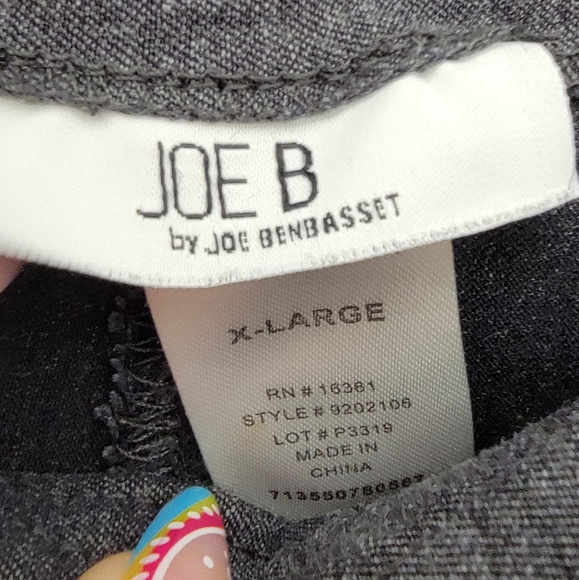 JOE B
by JOE BENBASSET
X-LARGE
RN # 16361
STYLE # 9202106
LOT # P3319
MADE IN
CHINA